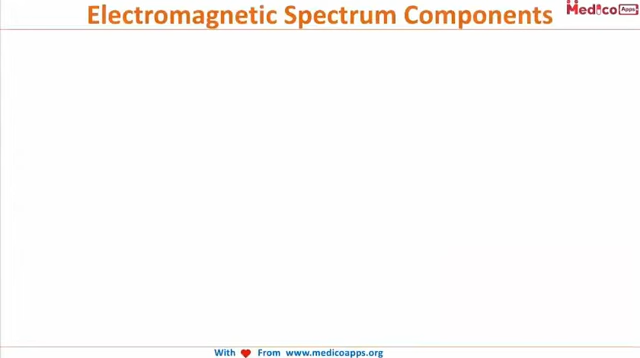 Electromagnetic Spectrum Components
Medico Apps
With ❤ From www.medicoapps.org